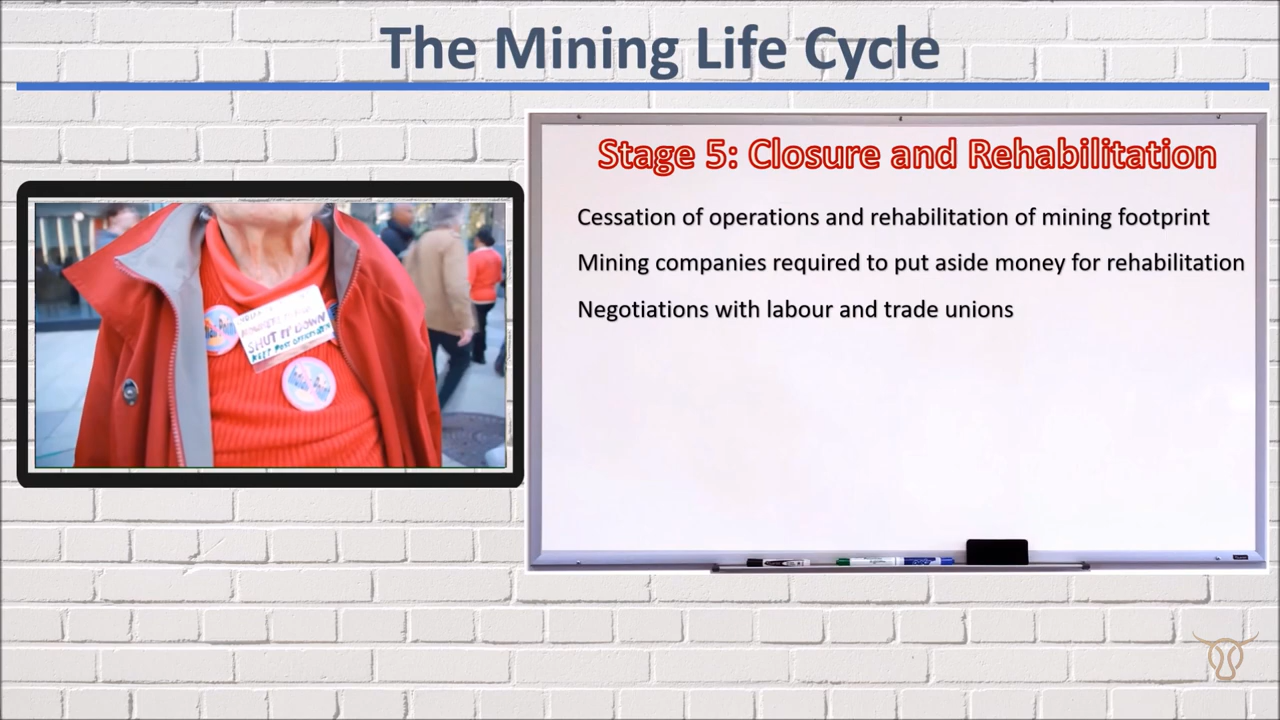 The Mining Life Cycle
Stage 5: Closure and Rehabilitation
Cessation of operations and rehabilitation of mining footprint
Mining companies required to put aside money for rehabilitation
Negotiations with labour and trade unions
SHUT IT DOWN